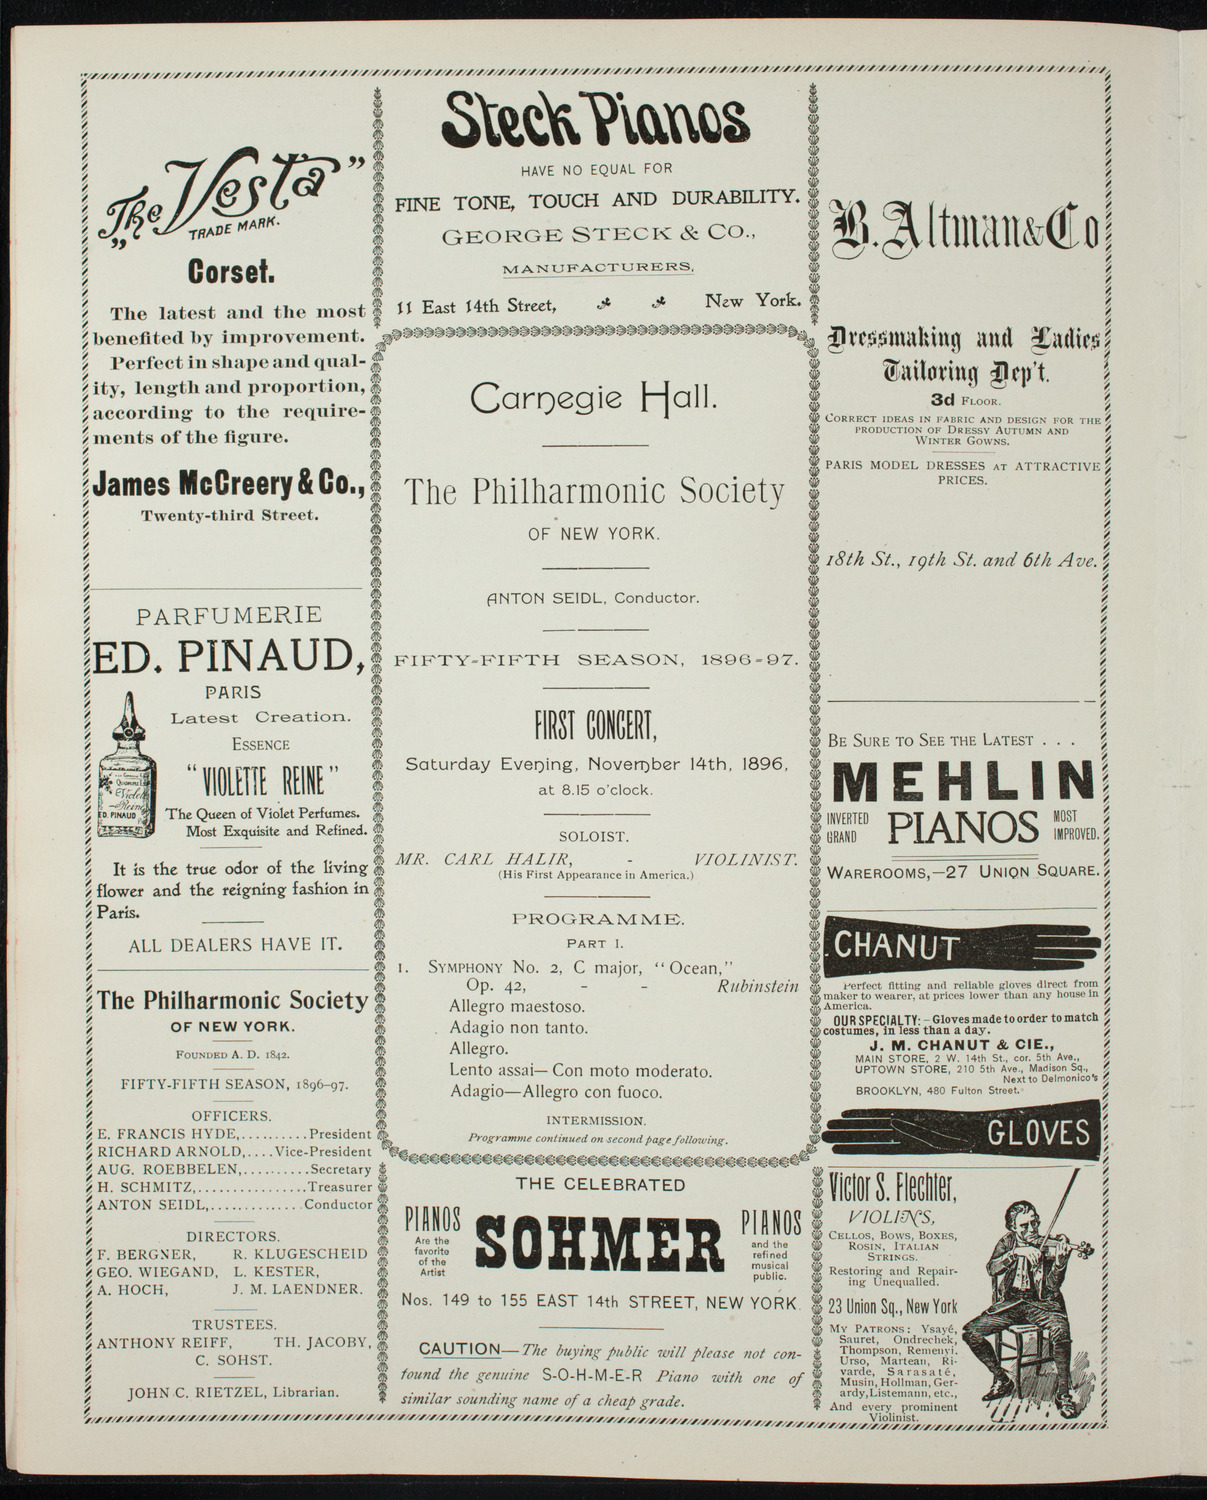 "The Vesta"
TRADE MARK.
Corset.
The latest and the most
benefited by improvement.
Perfect in shape and qual-
ity, length and proportion,
according to the require-
ments of the figure.
James McCreery & Co.,
Twenty-third Street.
PARFUMERIE
ED. PINAUD,
PARIS
Latest Creation.
ESSENCE
"VIOLETTE REINE"
The Queen of Violet Perfumes.
Most Exquisite and Refined.
Violette
Reine
ED. PINAUD
It is the true odor of the living
flower and the reigning fashion in
Paris.
ALL DEALERS HAVE IT.
The Philharmonic Society
OF NEW YORK.
FOUNDED A. D. 1842.
FIFTY-FIFTH SEASON, 1896-97.
OFFICERS.
E. FRANCIS HYDE,..........President
RICHARD ARNOLD,....Vice-President
AUG. ROEBBELEN,..........Secretary
H. SCHMITZ,................Treasurer
ANTON SEIDL,..............Conductor
DIRECTORS.
F. BERGNER, R. KLUGESCHEID
GEO. WIEGAND, L. KESTER,
A. HOCH, J. M. LAENDNER.
TRUSTEES.
ANTHONY REIFF, TH. JACOBY,
C. SOHST.
JOHN C. RIETZEL, Librarian.
Steck Pianos
HAVE NO EQUAL FOR
FINE TONE, TOUCH AND DURABILITY.
GEORGE STECK & CO.,
MANUFACTURERS,
11 East 14th Street, New York.
Carnegie Hall.
The Philharmonic Society
OF NEW YORK.
ANTON SEIDL, Conductor.
FIFTY-FIFTH SEASON, 1896-97.
FIRST CONCERT,
Saturday Evening, November 14th, 1896,
at 8.15 o'clock.
SOLOIST.
MR. CARL HALIR, - VIOLINIST.
(His First Appearance in America.)
PROGRAMME.
PART I.
1. SYMPHONY No. 2, C major, "Ocean,"
Op. 42, - - Rubinstein
Allegro maestoso.
Adagio non tanto.
Allegro.
Lento assai—Con moto moderato.
Adagio—Allegro con fuoco.
INTERMISSION.
Programme continued on second page following.
THE CELEBRATED
PIANOS
Are the
favorite
of the
Artist
SOHMER
PIANOS
and the
refined
musical
public.
Nos. 149 to 155 EAST 14th STREET, NEW YORK.
CAUTION—The buying public will please not con-
found the genuine S-O-H-M-E-R Piano with one of
similar sounding name of a cheap grade.
B. Altman & Co
Dressmaking and Ladies
Tailoring Dep't.
3d FLOOR.
CORRECT IDEAS IN FABRIC AND DESIGN FOR THE
PRODUCTION OF DRESSY AUTUMN AND
WINTER GOWNS.
PARIS MODEL DRESSES AT ATTRACTIVE
PRICES.
18th St., 19th St. and 6th Ave.
BE SURE TO SEE THE LATEST . . .
MEHLIN
INVERTED
GRAND
PIANOS
MOST
IMPROVED.
WAREROOMS,—27 UNION SQUARE.
CHANUT
Perfect fitting and reliable gloves direct from
maker to wearer, at prices lower than any house in
America.
OUR SPECIALTY:—Gloves made to order to match
costumes, in less than a day.
J. M. CHANUT & CIE.,
MAIN STORE, 2 W. 14th St., cor. 5th Ave.,
UPTOWN STORE, 210 5th Ave., Madison Sq.,
Next to Delmonico's
BROOKLYN, 480 Fulton Street.
GLOVES
Victor S. Flechter,
VIOLINS,
CELLOS, BOWS, BOXES,
ROSIN, ITALIAN
STRINGS.
Restoring and Repair-
ing Unequalled.
23 Union Sq., New York
MY PATRONS: Ysayé,
Sauret, Ondrechek,
Thompson, Remenyi,
Urso, Marteau, Ri-
varde, Sarasaté,
Musin, Hollman, Ger-
ardy, Listemann, etc.,
And every prominent
Violinist.